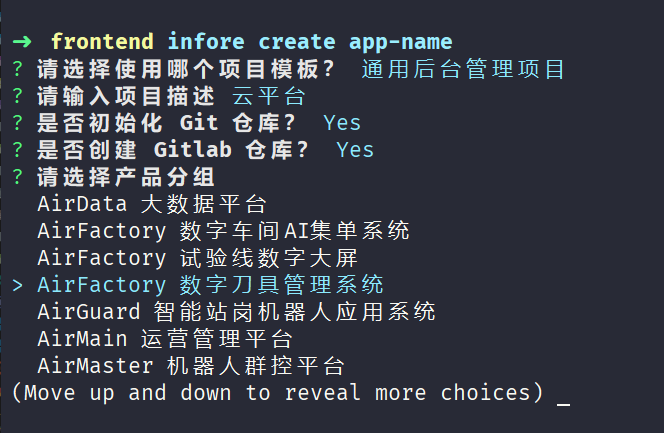 ➜ frontend infore create app-name
? 请选择使用哪个项目模板? 通用后台管理项目
? 请输入项目描述 云平台
? 是否初始化 Git 仓库? Yes
? 是否创建 Gitlab 仓库? Yes
? 请选择产品分组
AirData 大数据平台
AirFactory 数字车间AI集单系统
AirFactory 试验线数字大屏
> AirFactory 数字刀具管理系统
AirGuard 智能站岗机器人应用系统
AirMain 运营管理平台
AirMaster 机器人群控平台
(Move up and down to reveal more choices) _